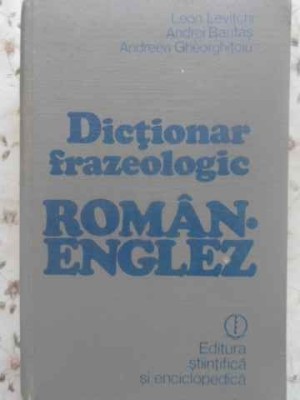 Leon Levițchi
Andrei Bantaș
Andreea Gheorghițoiu
Dicționar
frazeologic
ROMÂN-
ENGLEZ
Editura
științifică
și enciclopedică